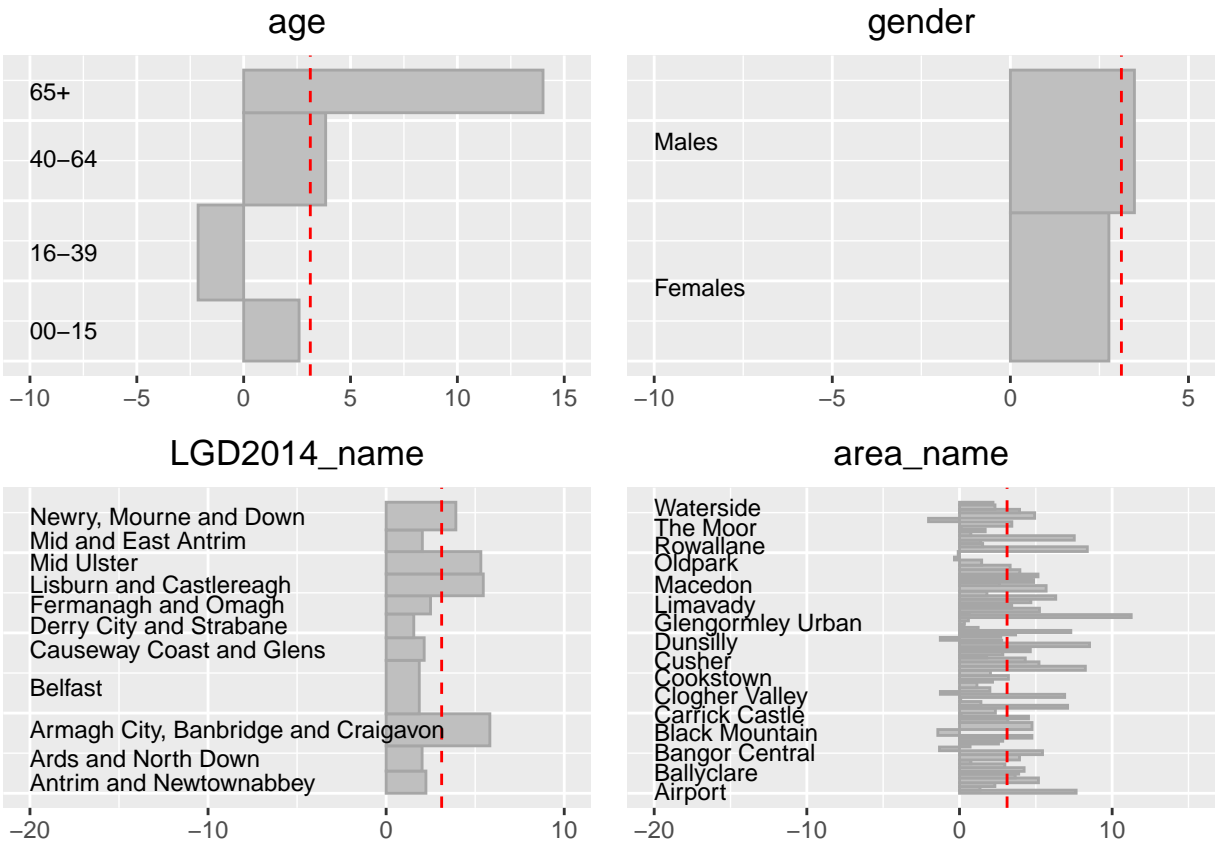 age
65+
40−64
16−39
00−15
−10 −5 0 5 10 15
gender
Males
Females
−10 −5 0 5
LGD2014_name
Newry, Mourne and Down
Mid and East Antrim
Mid Ulster
Lisburn and Castlereagh
Fermanagh and Omagh
Derry City and Strabane
Causeway Coast and Glens
Belfast
Armagh City, Banbridge and Craigavon
Ards and North Down
Antrim and Newtownabbey
−20 −10 0 10
area_name
Waterside
The Moor
Rowallane
Oldpark
Macedon
Limavady
Glengormley Urban
Dunsilly
Cusher
Cookstown
Clogher Valley
Carrick Castle
Black Mountain
Bangor Central
Ballyclare
Airport
−20 −10 0 10